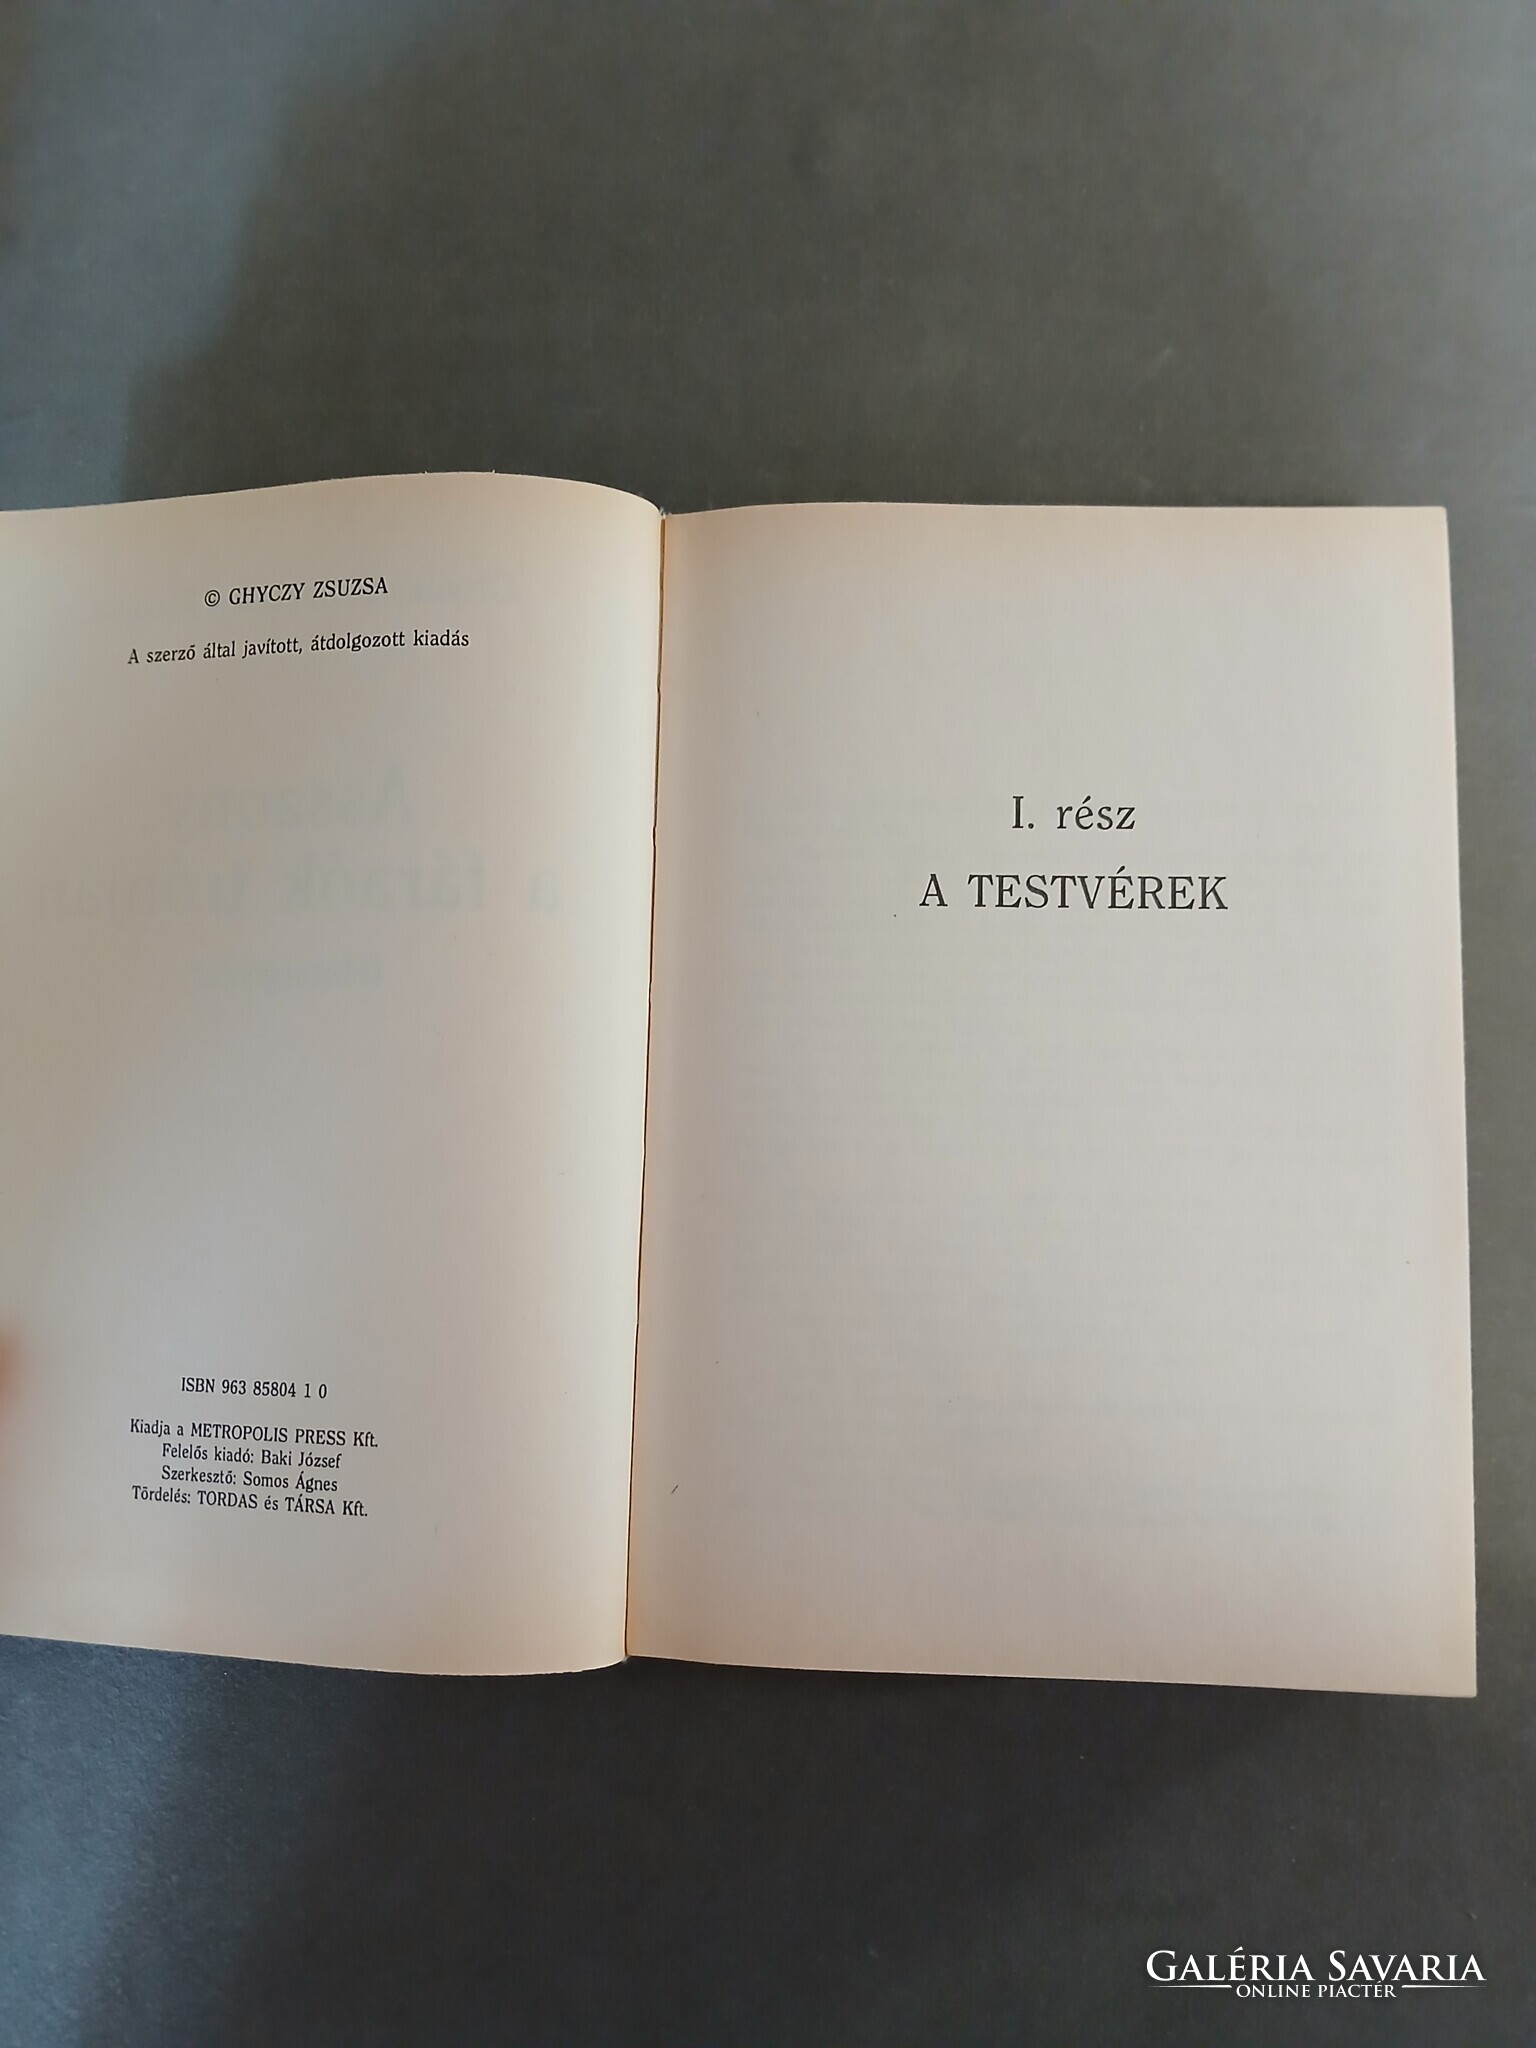 © GHYCZY ZSUZSA
A szerző által javított, átdolgozott kiadás
ISBN 963 85804 1 0
Kiadja a METROPOLIS PRESS Kft.
Felelős kiadó: Baki József
Szerkesztő: Somos Ágnes
Tördelés: TORDAS és TÁRSA Kft.
I. rész
A TESTVÉREK
GALÉRIA SAVARIA
ONLINE PIACTÉR